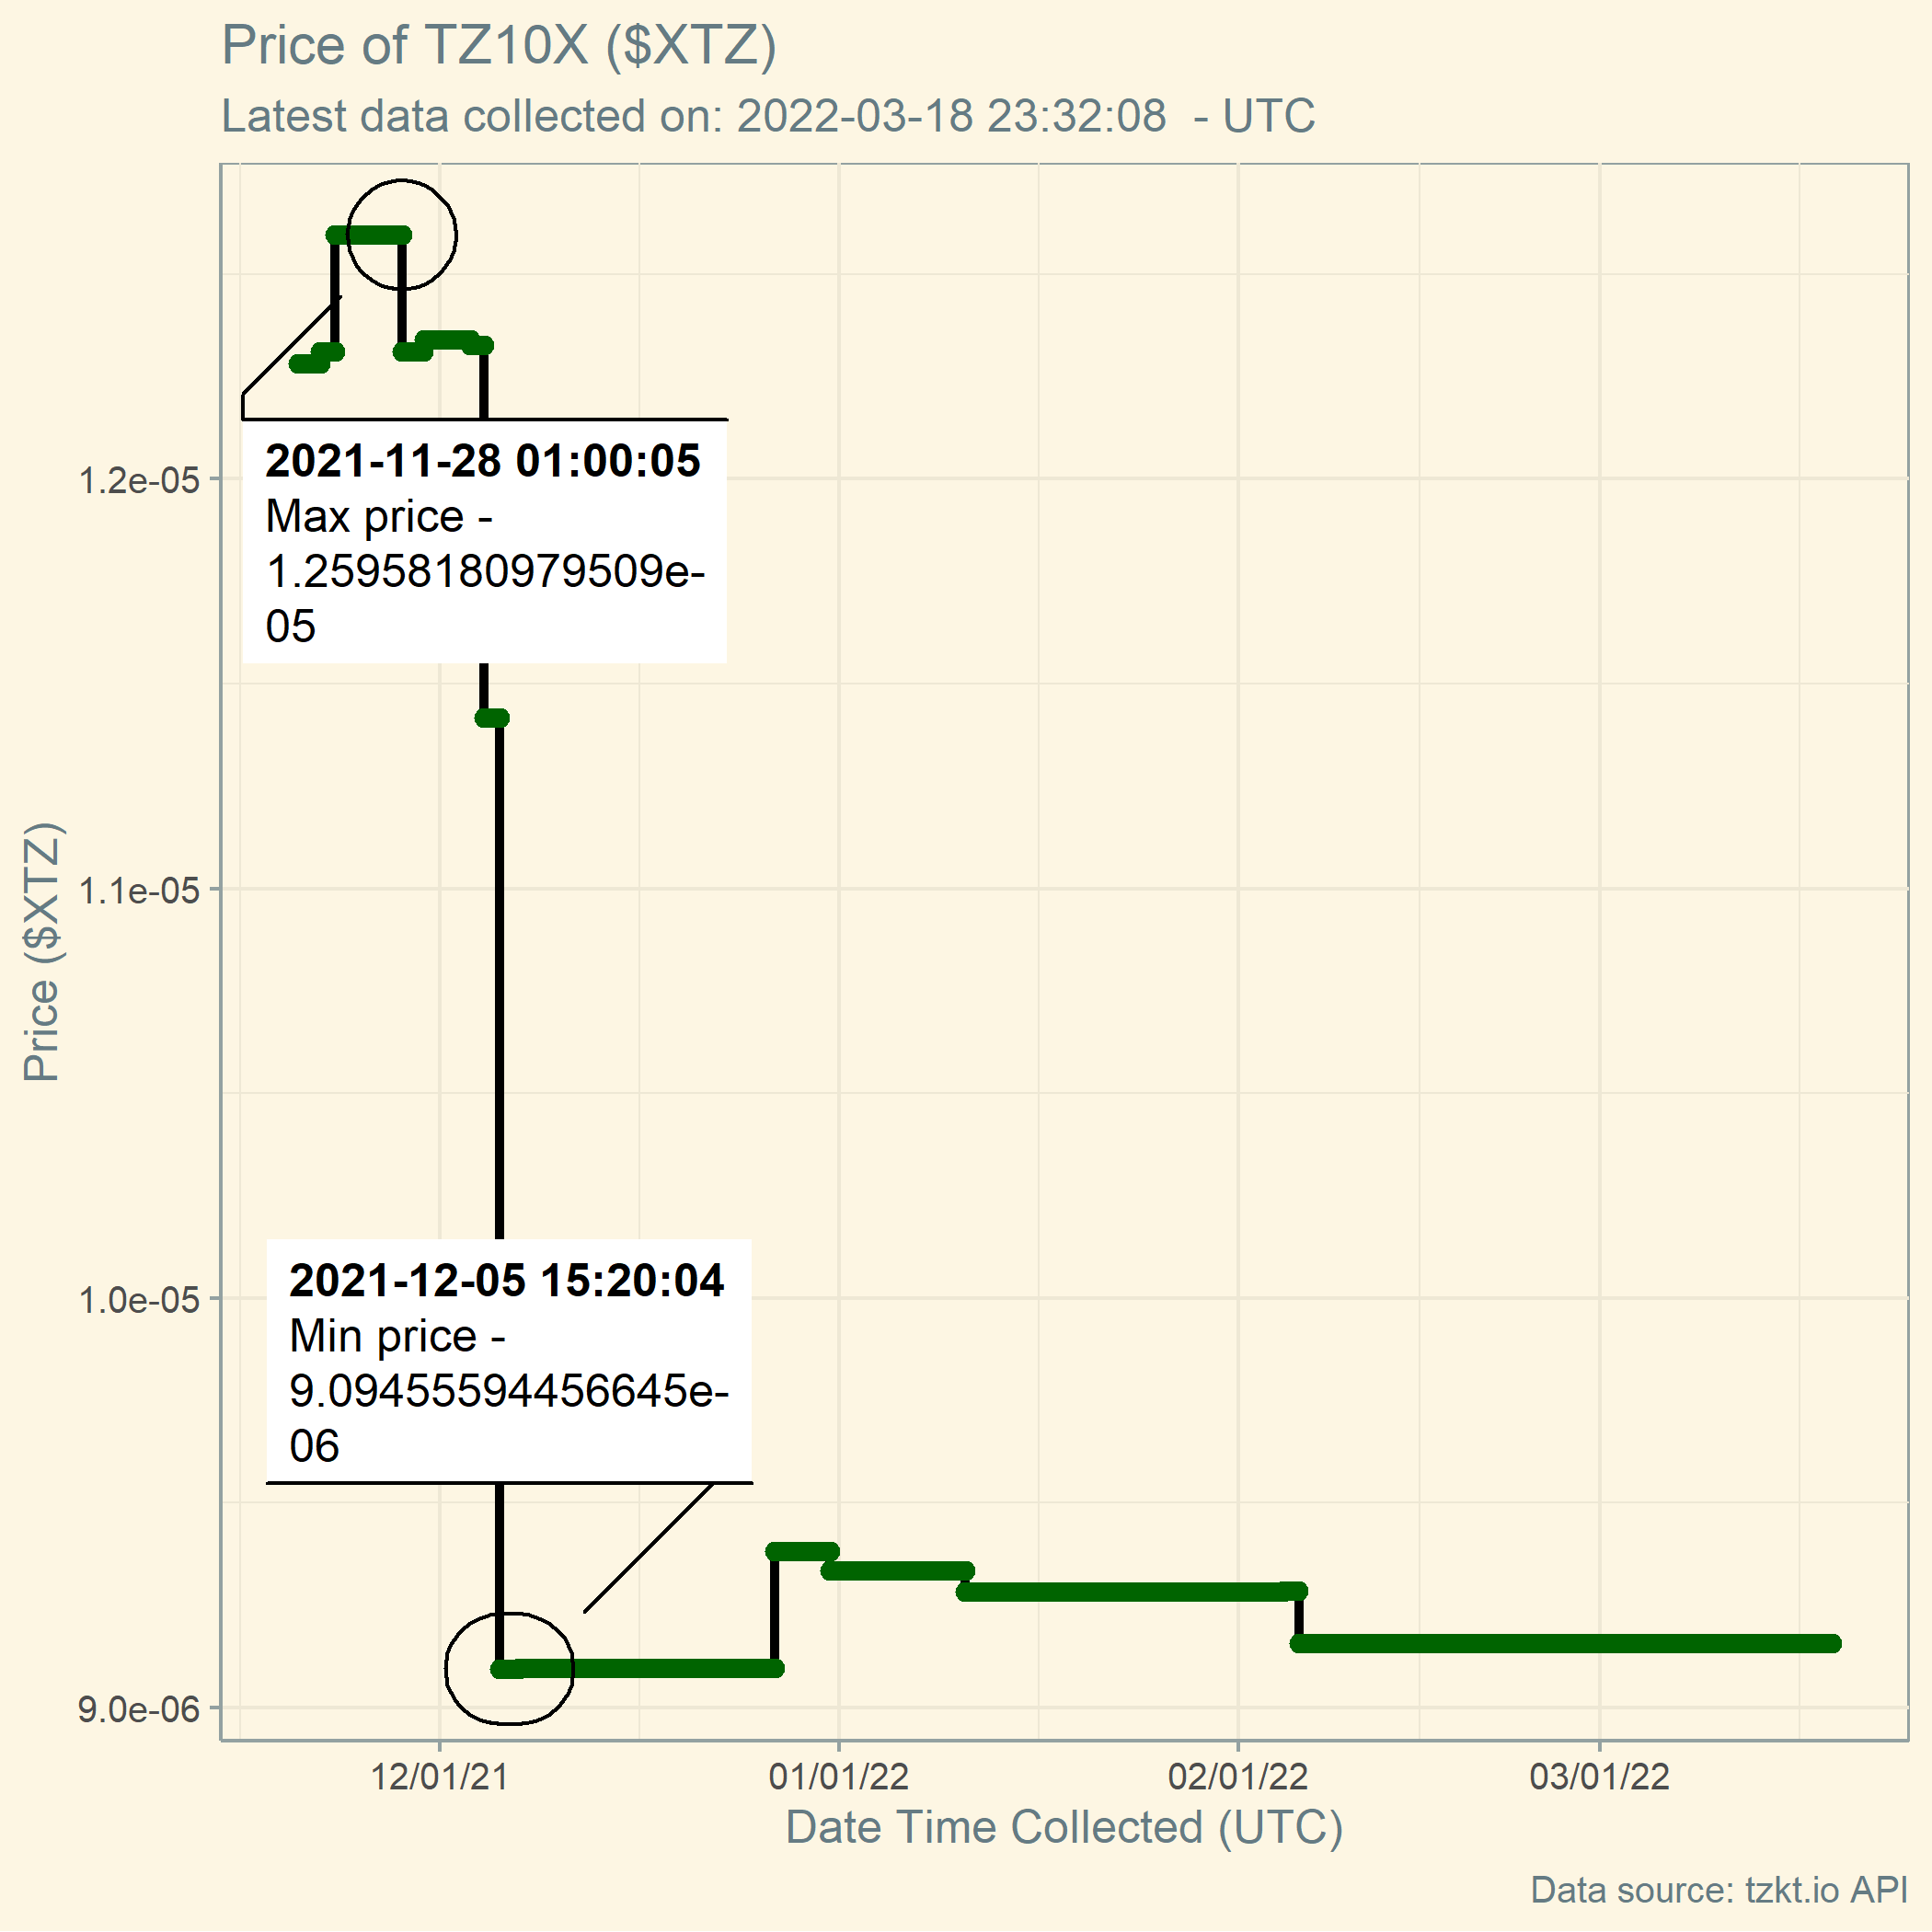 Price of TZ10X ($XTZ)
Latest data collected on: 2022-03-18 23:32:08  - UTC
2021-11-28 01:00:05
Max price -
1.25958180979509e-
05
2021-12-05 15:20:04
Min price -
9.09455594456645e-
06
Price ($XTZ)
1.2e-05
1.1e-05
1.0e-05
9.0e-06
12/01/21
01/01/22
02/01/22
03/01/22
Date Time Collected (UTC)
Data source: tzkt.io API